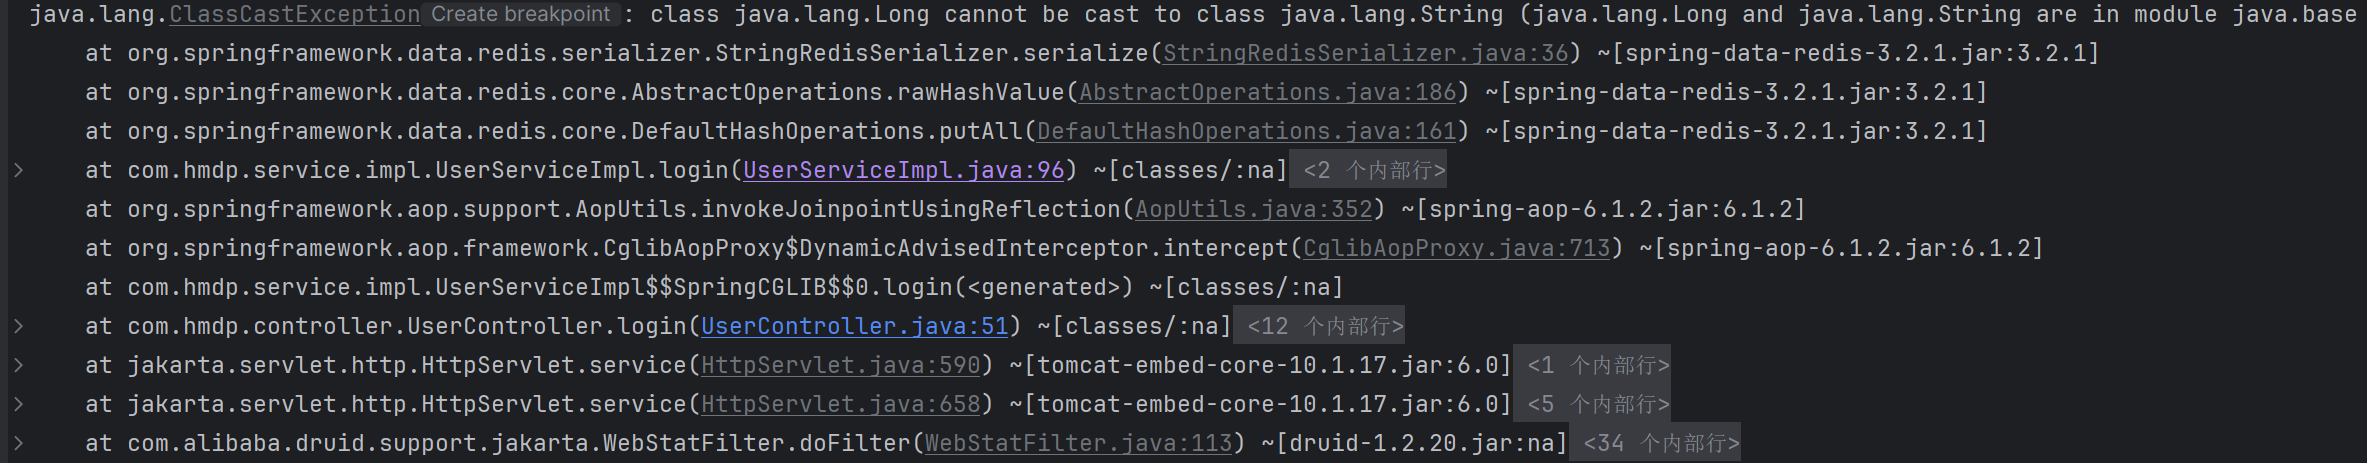 java.lang.ClassCastException Create breakpoint : class java.lang.Long cannot be cast to class java.lang.String (java.lang.Long and java.lang.String are in module java.base
at org.springframework.data.redis.serializer.StringRedisSerializer.serialize(StringRedisSerializer.java:36) ~[spring-data-redis-3.2.1.jar:3.2.1]
at org.springframework.data.redis.core.AbstractOperations.rawHashValue(AbstractOperations.java:186) ~[spring-data-redis-3.2.1.jar:3.2.1]
at org.springframework.data.redis.core.DefaultHashOperations.putAll(DefaultHashOperations.java:161) ~[spring-data-redis-3.2.1.jar:3.2.1]
at com.hmdp.service.impl.UserServiceImpl.login(UserServiceImpl.java:96) ~[classes/:na] <2 个内部行>
at org.springframework.aop.support.AopUtils.invokeJoinpointUsingReflection(AopUtils.java:352) ~[spring-aop-6.1.2.jar:6.1.2]
at org.springframework.aop.framework.CglibAopProxy$DynamicAdvisedInterceptor.intercept(CglibAopProxy.java:713) ~[spring-aop-6.1.2.jar:6.1.2]
at com.hmdp.service.impl.UserServiceImpl$$SpringCGLIB$$0.login(<generated>) ~[classes/:na]
at com.hmdp.controller.UserController.login(UserController.java:51) ~[classes/:na] <12 个内部行>
at jakarta.servlet.http.HttpServlet.service(HttpServlet.java:590) ~[tomcat-embed-core-10.1.17.jar:6.0] <1 个内部行>
at jakarta.servlet.http.HttpServlet.service(HttpServlet.java:658) ~[tomcat-embed-core-10.1.17.jar:6.0] <5 个内部行>
at com.alibaba.druid.support.jakarta.WebStatFilter.doFilter(WebStatFilter.java:113) ~[druid-1.2.20.jar:na] <34 个内部行>